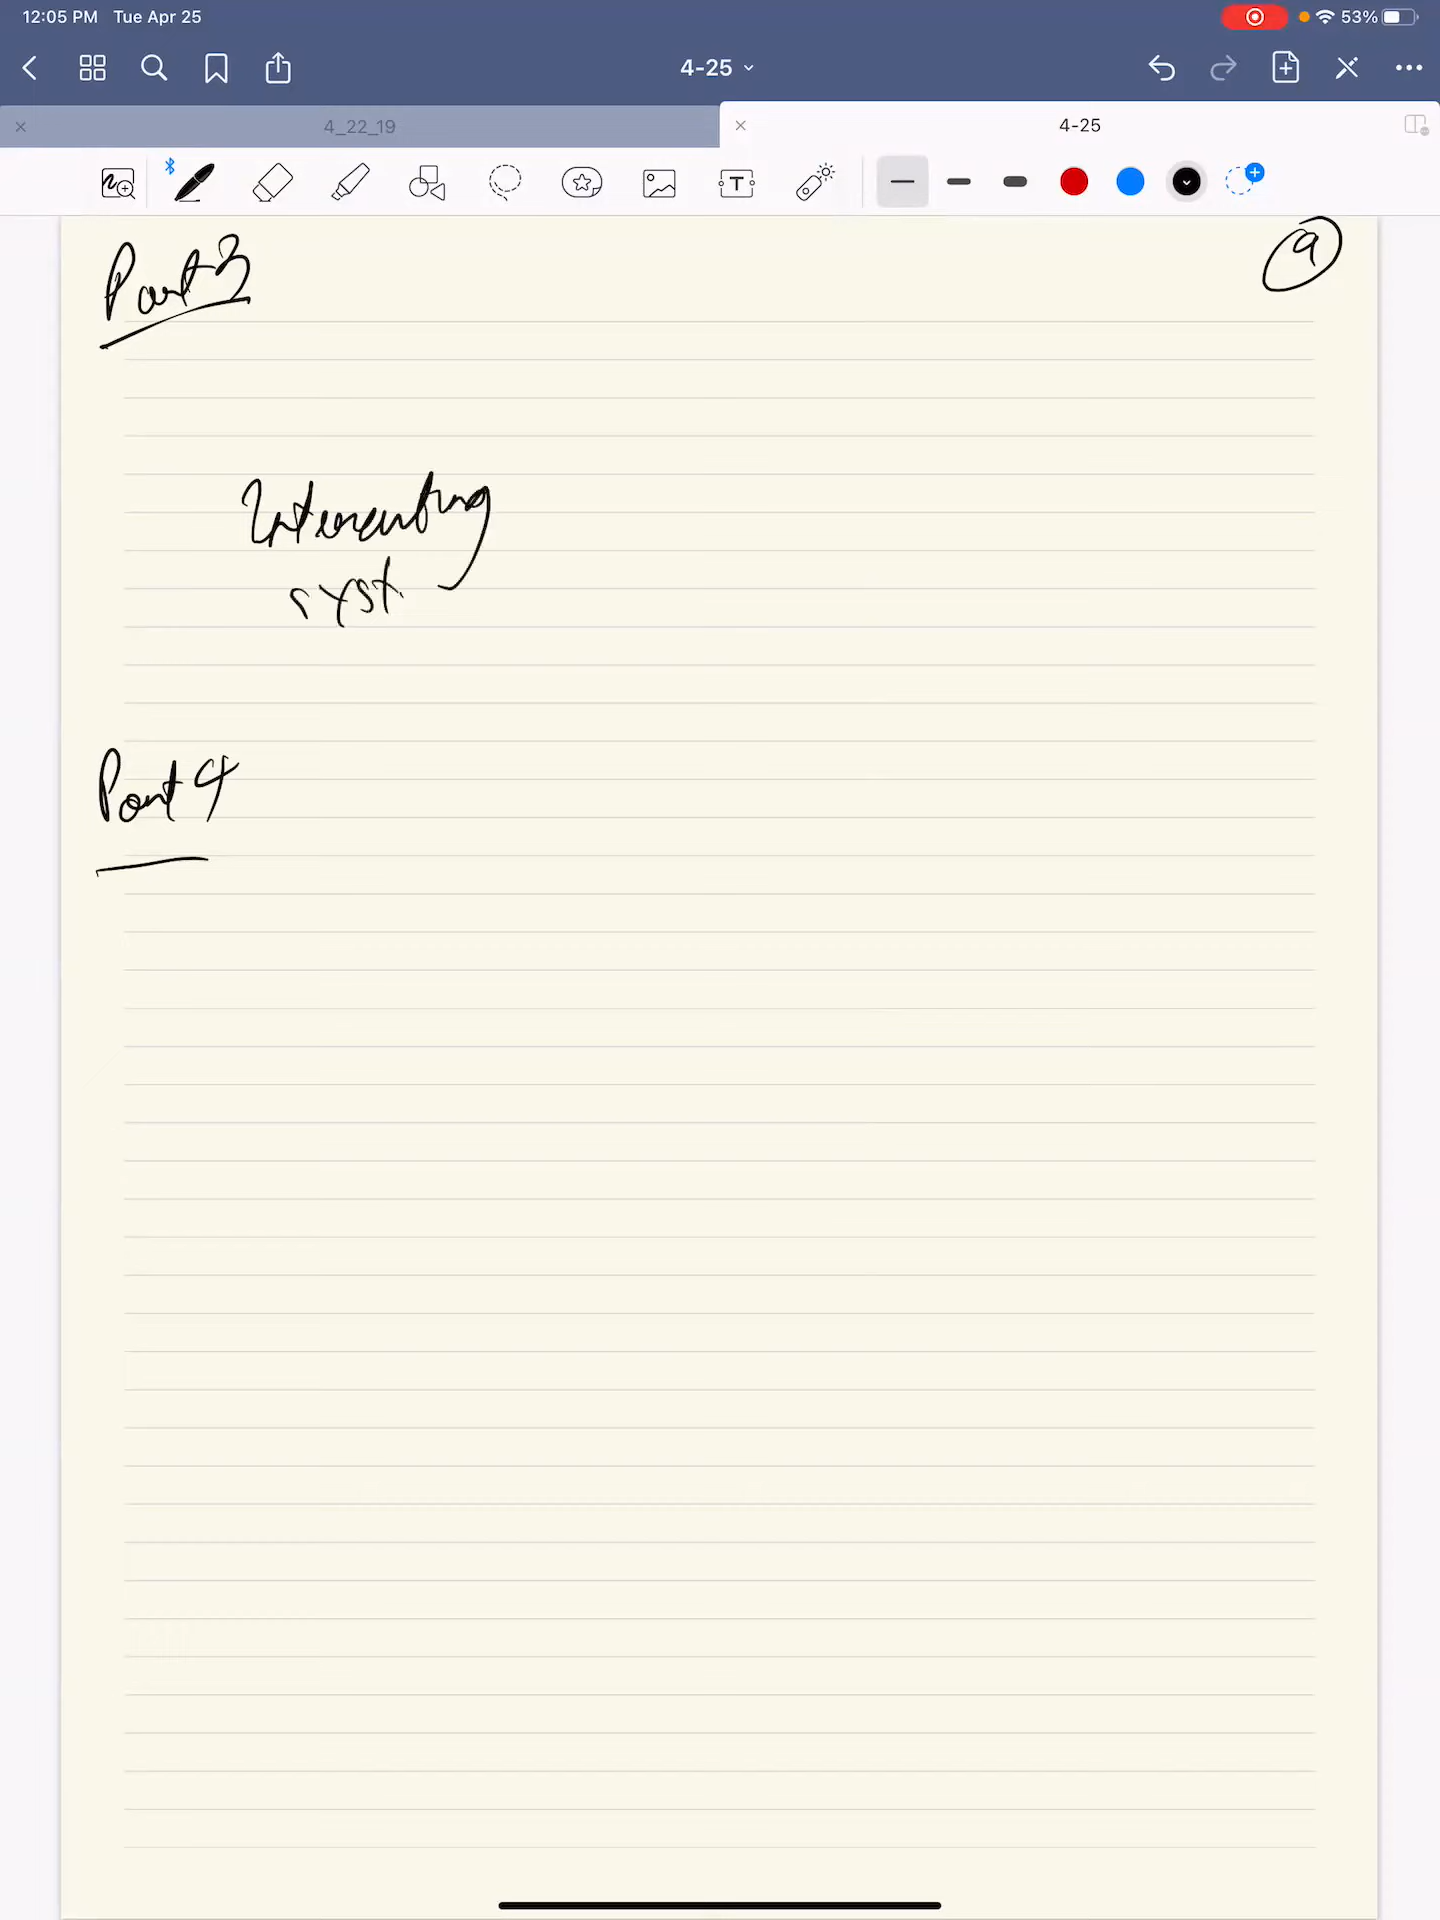 12:05 PM Tue Apr 25
53%
4-25
4_22_19
4-25
T
Part 3
9
Interesting
syst.
Part 4